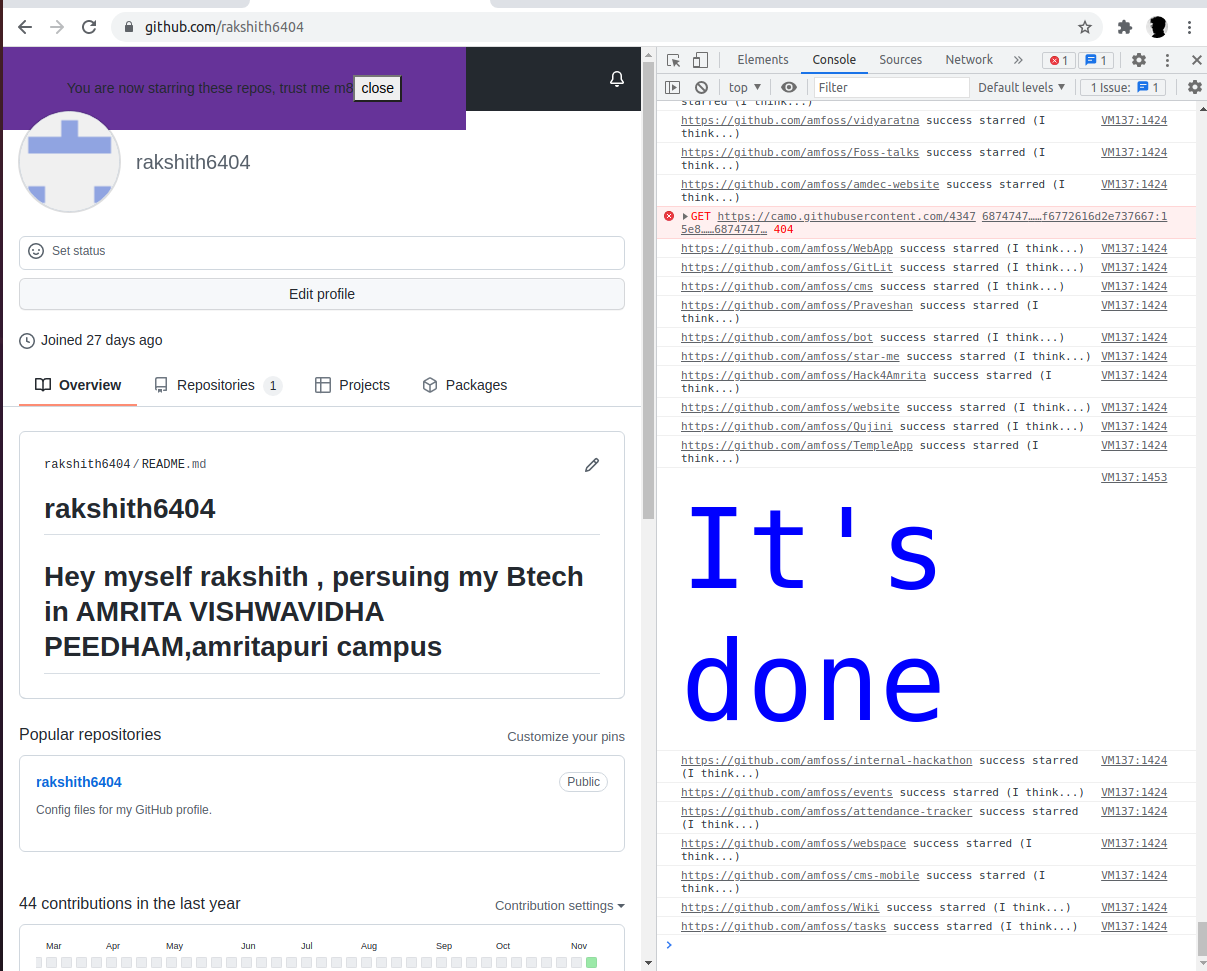 github.com/rakshith6404
You are now starring these repos, trust me m8 close
rakshith6404
Set status
Edit profile
Joined 27 days ago
Overview Repositories 1 Projects Packages
rakshith6404/README.md
rakshith6404
Hey myself rakshith , persuing my Btech
in AMRITA VISHWAVIDHA
PEEDHAM,amritapuri campus
Popular repositories Customize your pins
rakshith6404 Public
Config files for my GitHub profile.
44 contributions in the last year Contribution settings
Mar Apr May Jun Jul Aug Sep Oct Nov
Elements Console Sources Network 1 1
top Filter Default levels 1 Issue: 1
starred (I think...)
https://github.com/amfoss/vidyaratna success starred (I VM137:1424
think...)
https://github.com/amfoss/Foss-talks success starred (I VM137:1424
think...)
https://github.com/amfoss/amdec-website success starred (I VM137:1424
think...)
GET https://camo.githubusercontent.com/4347 6874747……f6772616d2e737667:1
5e8……6874747… 404
https://github.com/amfoss/WebApp success starred (I think...) VM137:1424
https://github.com/amfoss/GitLit success starred (I think...) VM137:1424
https://github.com/amfoss/cms success starred (I think...) VM137:1424
https://github.com/amfoss/Praveshan success starred (I VM137:1424
think...)
https://github.com/amfoss/bot success starred (I think...) VM137:1424
https://github.com/amfoss/star-me success starred (I think...) VM137:1424
https://github.com/amfoss/Hack4Amrita success starred (I VM137:1424
think...)
https://github.com/amfoss/website success starred (I think...) VM137:1424
https://github.com/amfoss/Qujini success starred (I think...) VM137:1424
https://github.com/amfoss/TempleApp success starred (I VM137:1424
think...)
VM137:1453
It's
done
https://github.com/amfoss/internal-hackathon success starred VM137:1424
(I think...)
https://github.com/amfoss/events success starred (I think...) VM137:1424
https://github.com/amfoss/attendance-tracker success starred VM137:1424
(I think...)
https://github.com/amfoss/webspace success starred (I VM137:1424
think...)
https://github.com/amfoss/cms-mobile success starred (I VM137:1424
think...)
https://github.com/amfoss/Wiki success starred (I think...) VM137:1424
https://github.com/amfoss/tasks success starred (I think...) VM137:1424